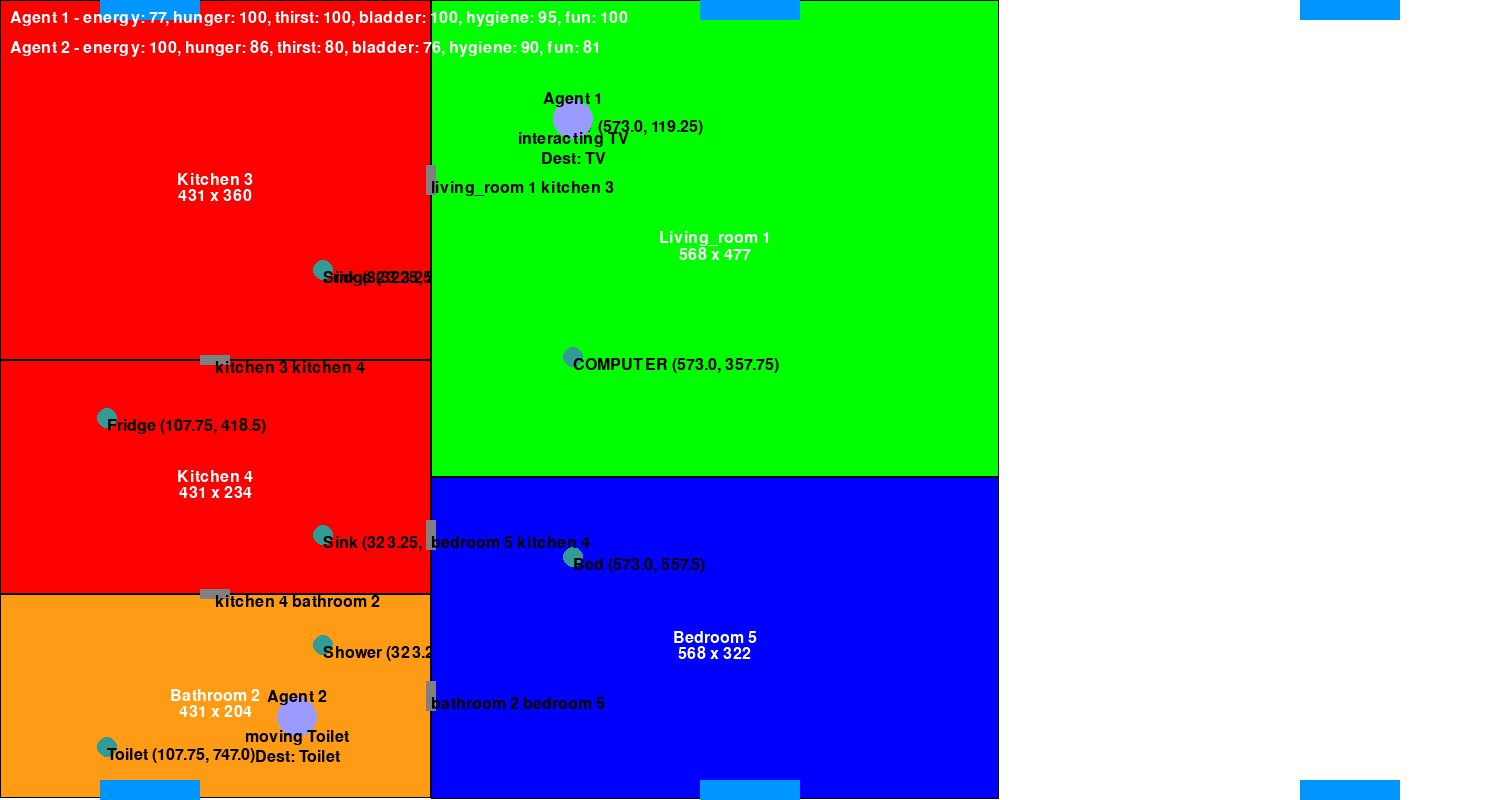 Agent 1 - energy: 77, hunger: 100, thirst: 100, bladder: 100, hygiene: 95, fun: 100
Agent 2 - energy: 100, hunger: 86, thirst: 80, bladder: 76, hygiene: 90, fun: 81
Agent 1
(573.0, 119.25)
interacting TV
Dest: TV
Kitchen 3
431 x 360
living_room 1 kitchen 3
Living_room 1
568 x 477
kitchen 3 kitchen 4
COMPUTER (573.0, 357.75)
Fridge (107.75, 418.5)
Kitchen 4
431 x 234
Sink (323.25,
bedroom 5 kitchen 4
Bed (573.0, 557.5)
kitchen 4 bathroom 2
Shower (323.2
Bedroom 5
568 x 322
Bathroom 2
431 x 204
Agent 2
bathroom 2 bedroom 5
moving Toilet
Toilet (107.75, 747.0)
Dest: Toilet